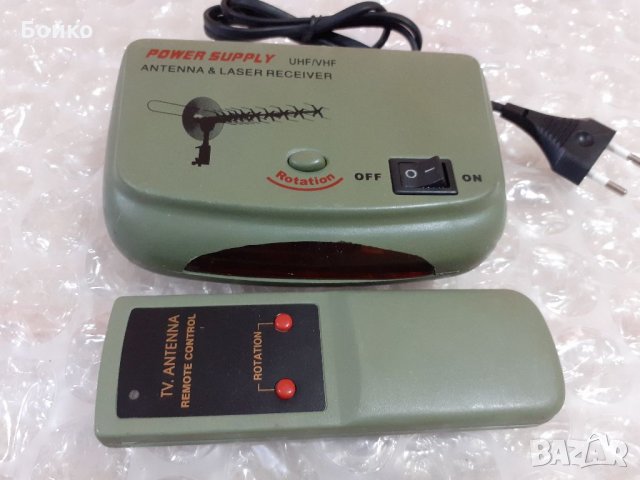 Бойко
POWER SUPPLY UHF/VHF
ANTENNA & LASER RECEIVER
Rotation
OFF O I ON
TV. ANTENNA
REMOTE CONTROL
ROTATION
BAZAR